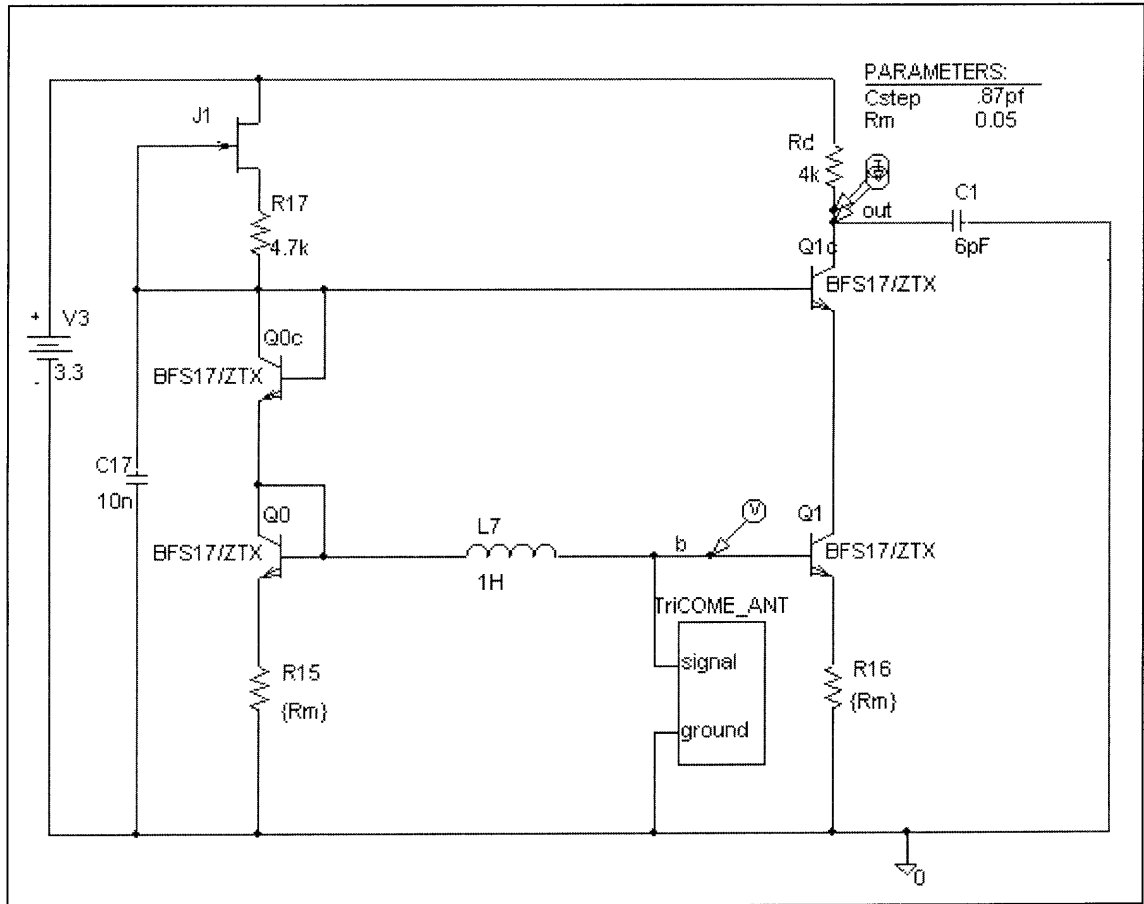 PARAMETERS:
Cstep .87pf
Rm 0.05
J1
Rd
4k
R17
4.7k
I
V
out
C1
6pF
Q1c
BFS17/ZTX
+
V3
3.3
-
Q0c
BFS17/ZTX
C17
10n
Q0
BFS17/ZTX
L7
1H
b
V
Q1
BFS17/ZTX
TriCOME_ANT
signal
ground
R15
{Rm}
R16
{Rm}
0